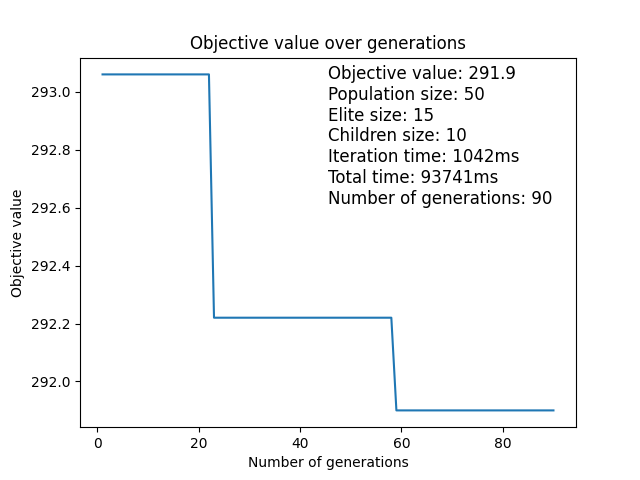 Objective value over generations
Objective value: 291.9
Population size: 50
Elite size: 15
Children size: 10
Iteration time: 1042ms
Total time: 93741ms
Number of generations: 90
Objective value
293.0
292.8
292.6
292.4
292.2
292.0
0 20 40 60 80
Number of generations